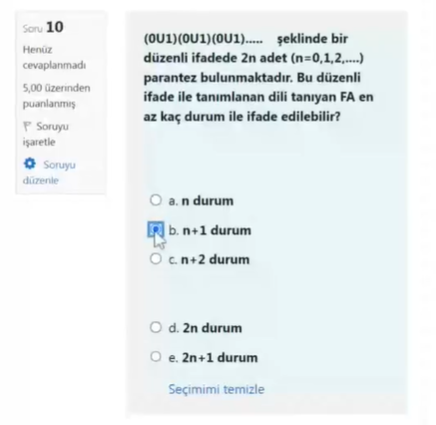 Soru 10
Henüz
cevaplanmadı
5,00 üzerinden
puanlanmış
Soruyu
işaretle
Soruyu
düzenle
(0U1)(0U1)(0U1)..... şeklinde bir
düzenli ifadede 2n adet (n=0,1,2,....)
parantez bulunmaktadır. Bu düzenli
ifade ile tanımlanan dili tanıyan FA en
az kaç durum ile ifade edilebilir?
a. n durum
b. n+1 durum
c. n+2 durum
d. 2n durum
e. 2n+1 durum
Seçimimi temizle